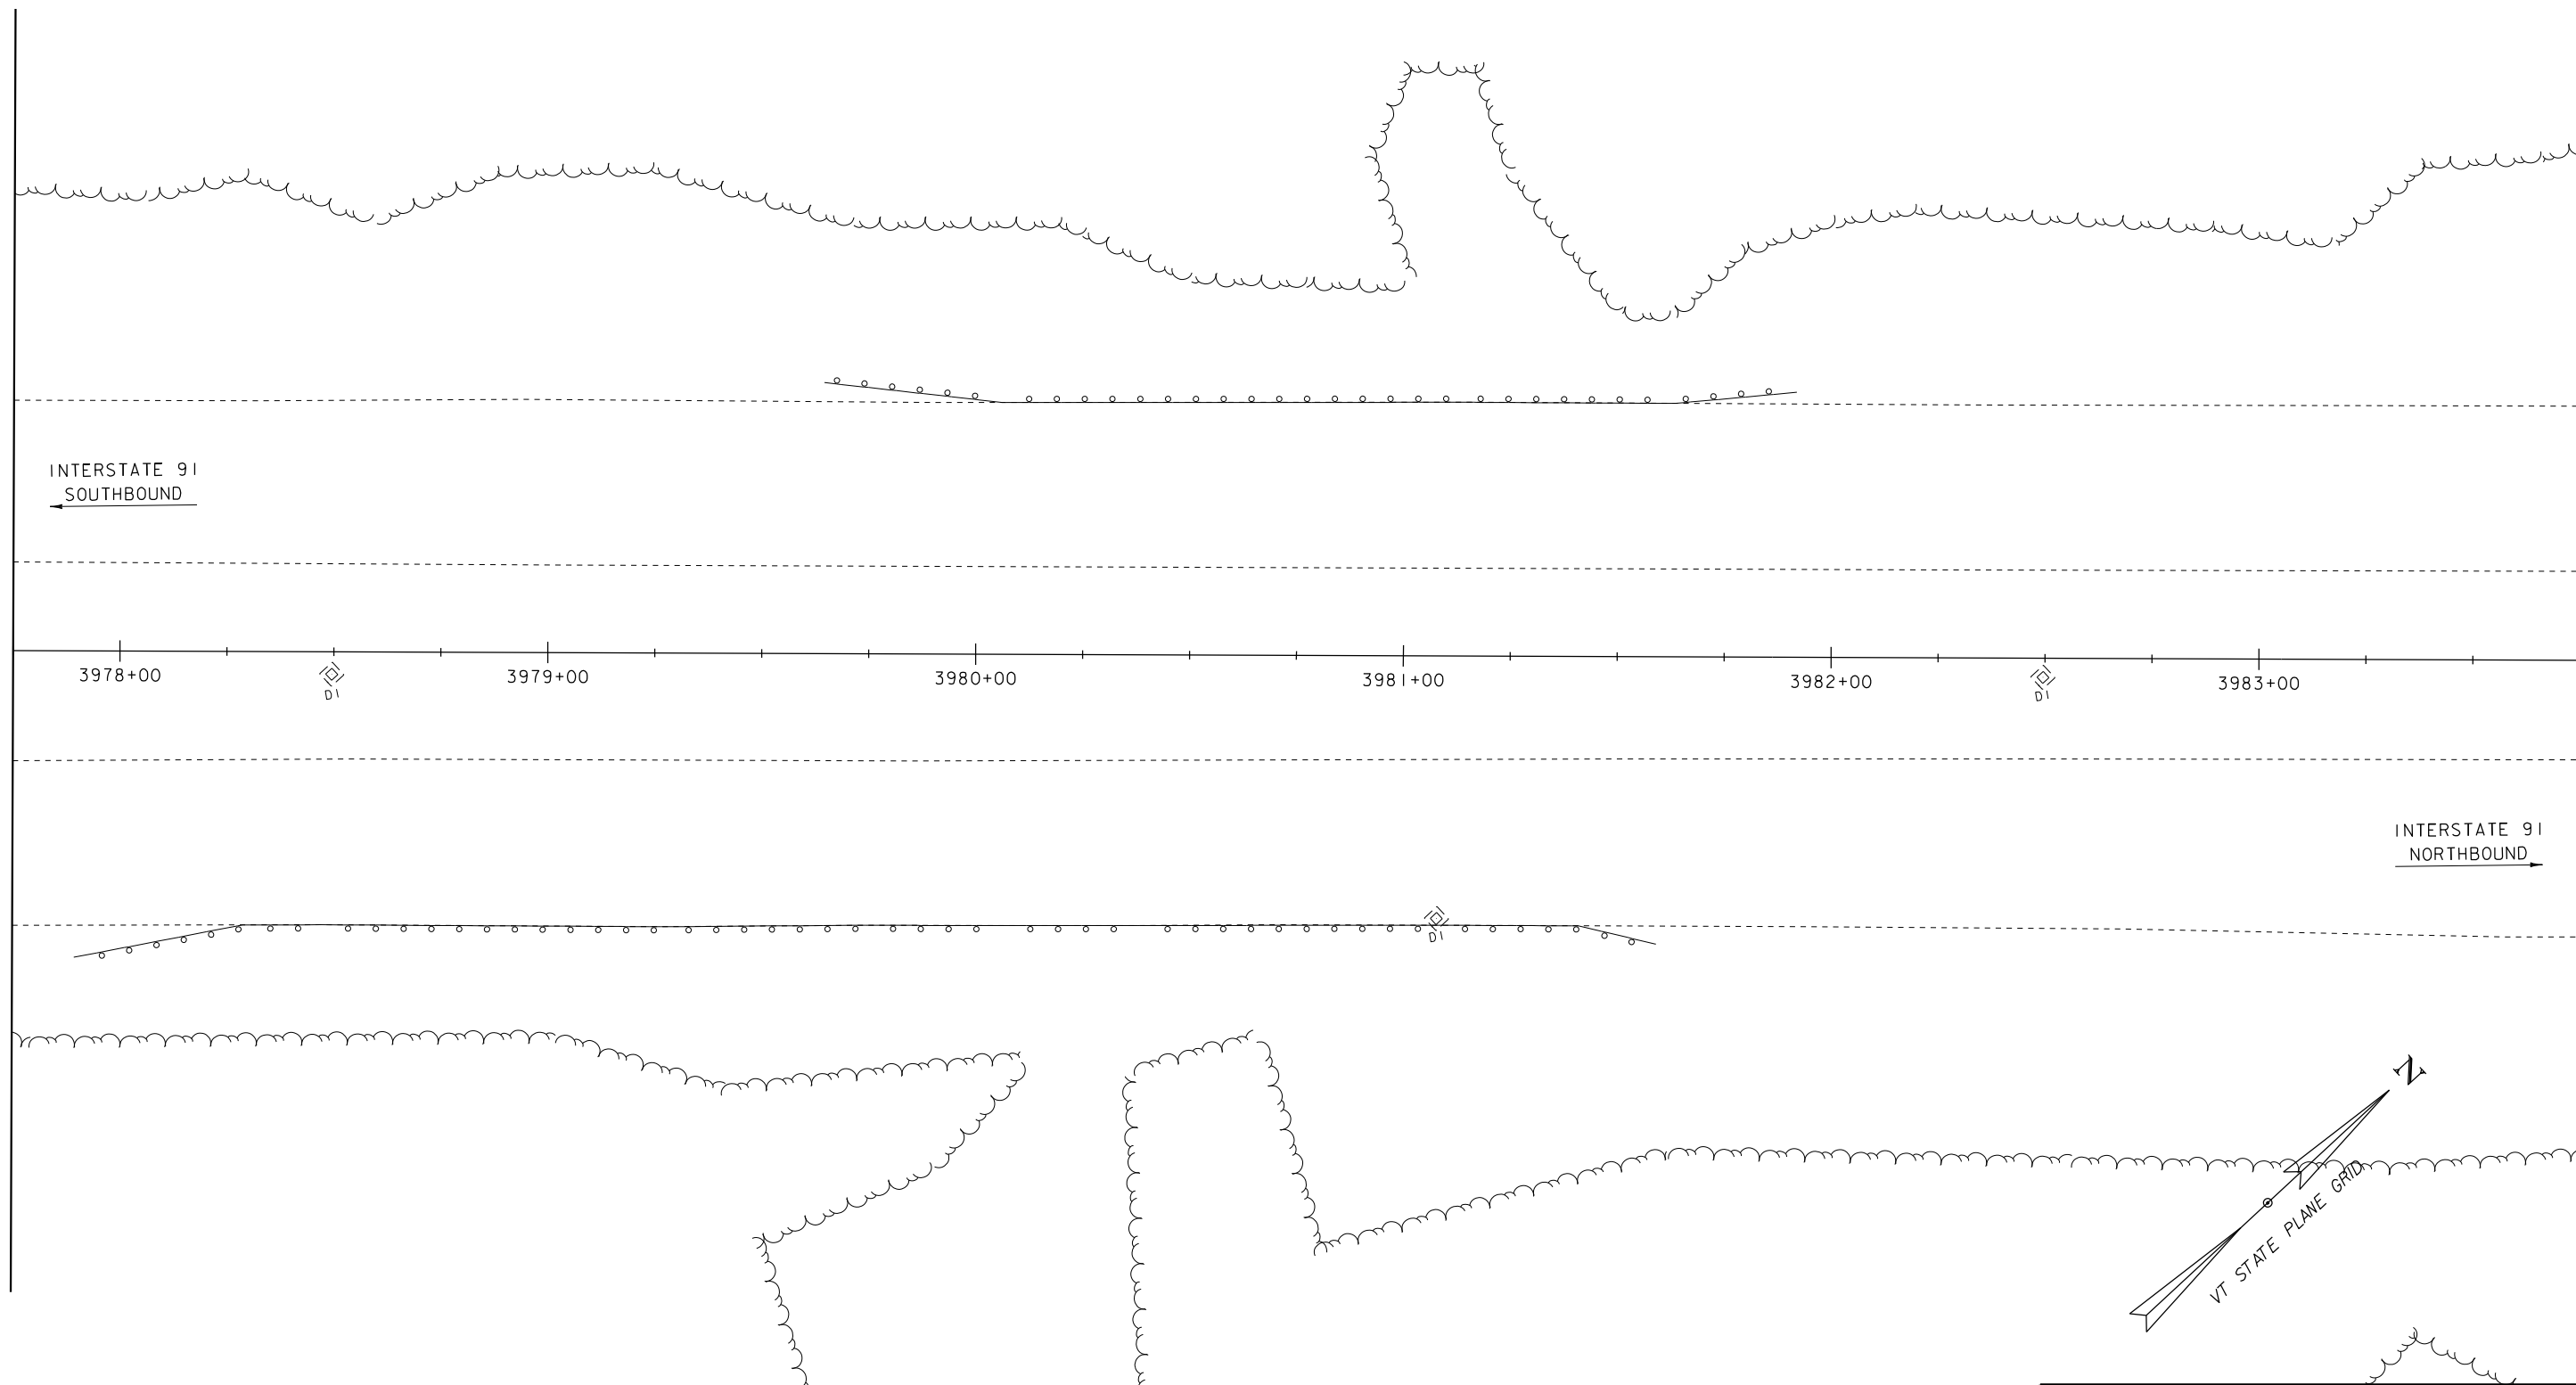 INTERSTATE 91
SOUTHBOUND
3978+00
DI
3979+00
3980+00
3981+00
3982+00
DI
3983+00
INTERSTATE 91
NORTHBOUND
DI
N
VT STATE PLANE GRID